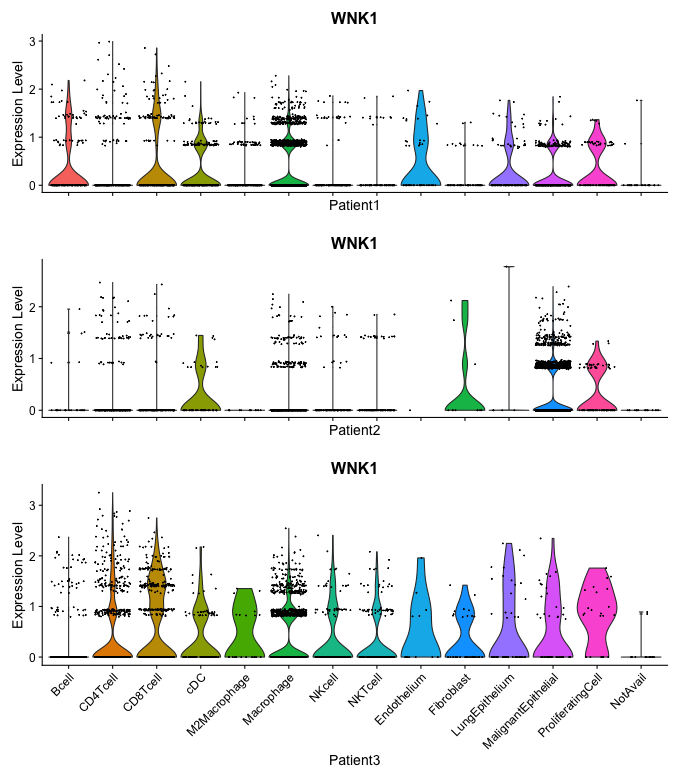 WNK1
Expression Level
3
2
1
0
Patient1
WNK1
Expression Level
2
1
0
Patient2
WNK1
Expression Level
3
2
1
0
Bcell
CD4Tcell
CD8Tcell
cDC
M2Macrophage
Macrophage
NKcell
NKTcell
Endothelium
Fibroblast
LungEpithelium
MalignantEpithelial
ProliferatingCell
NotAvail
Patient3